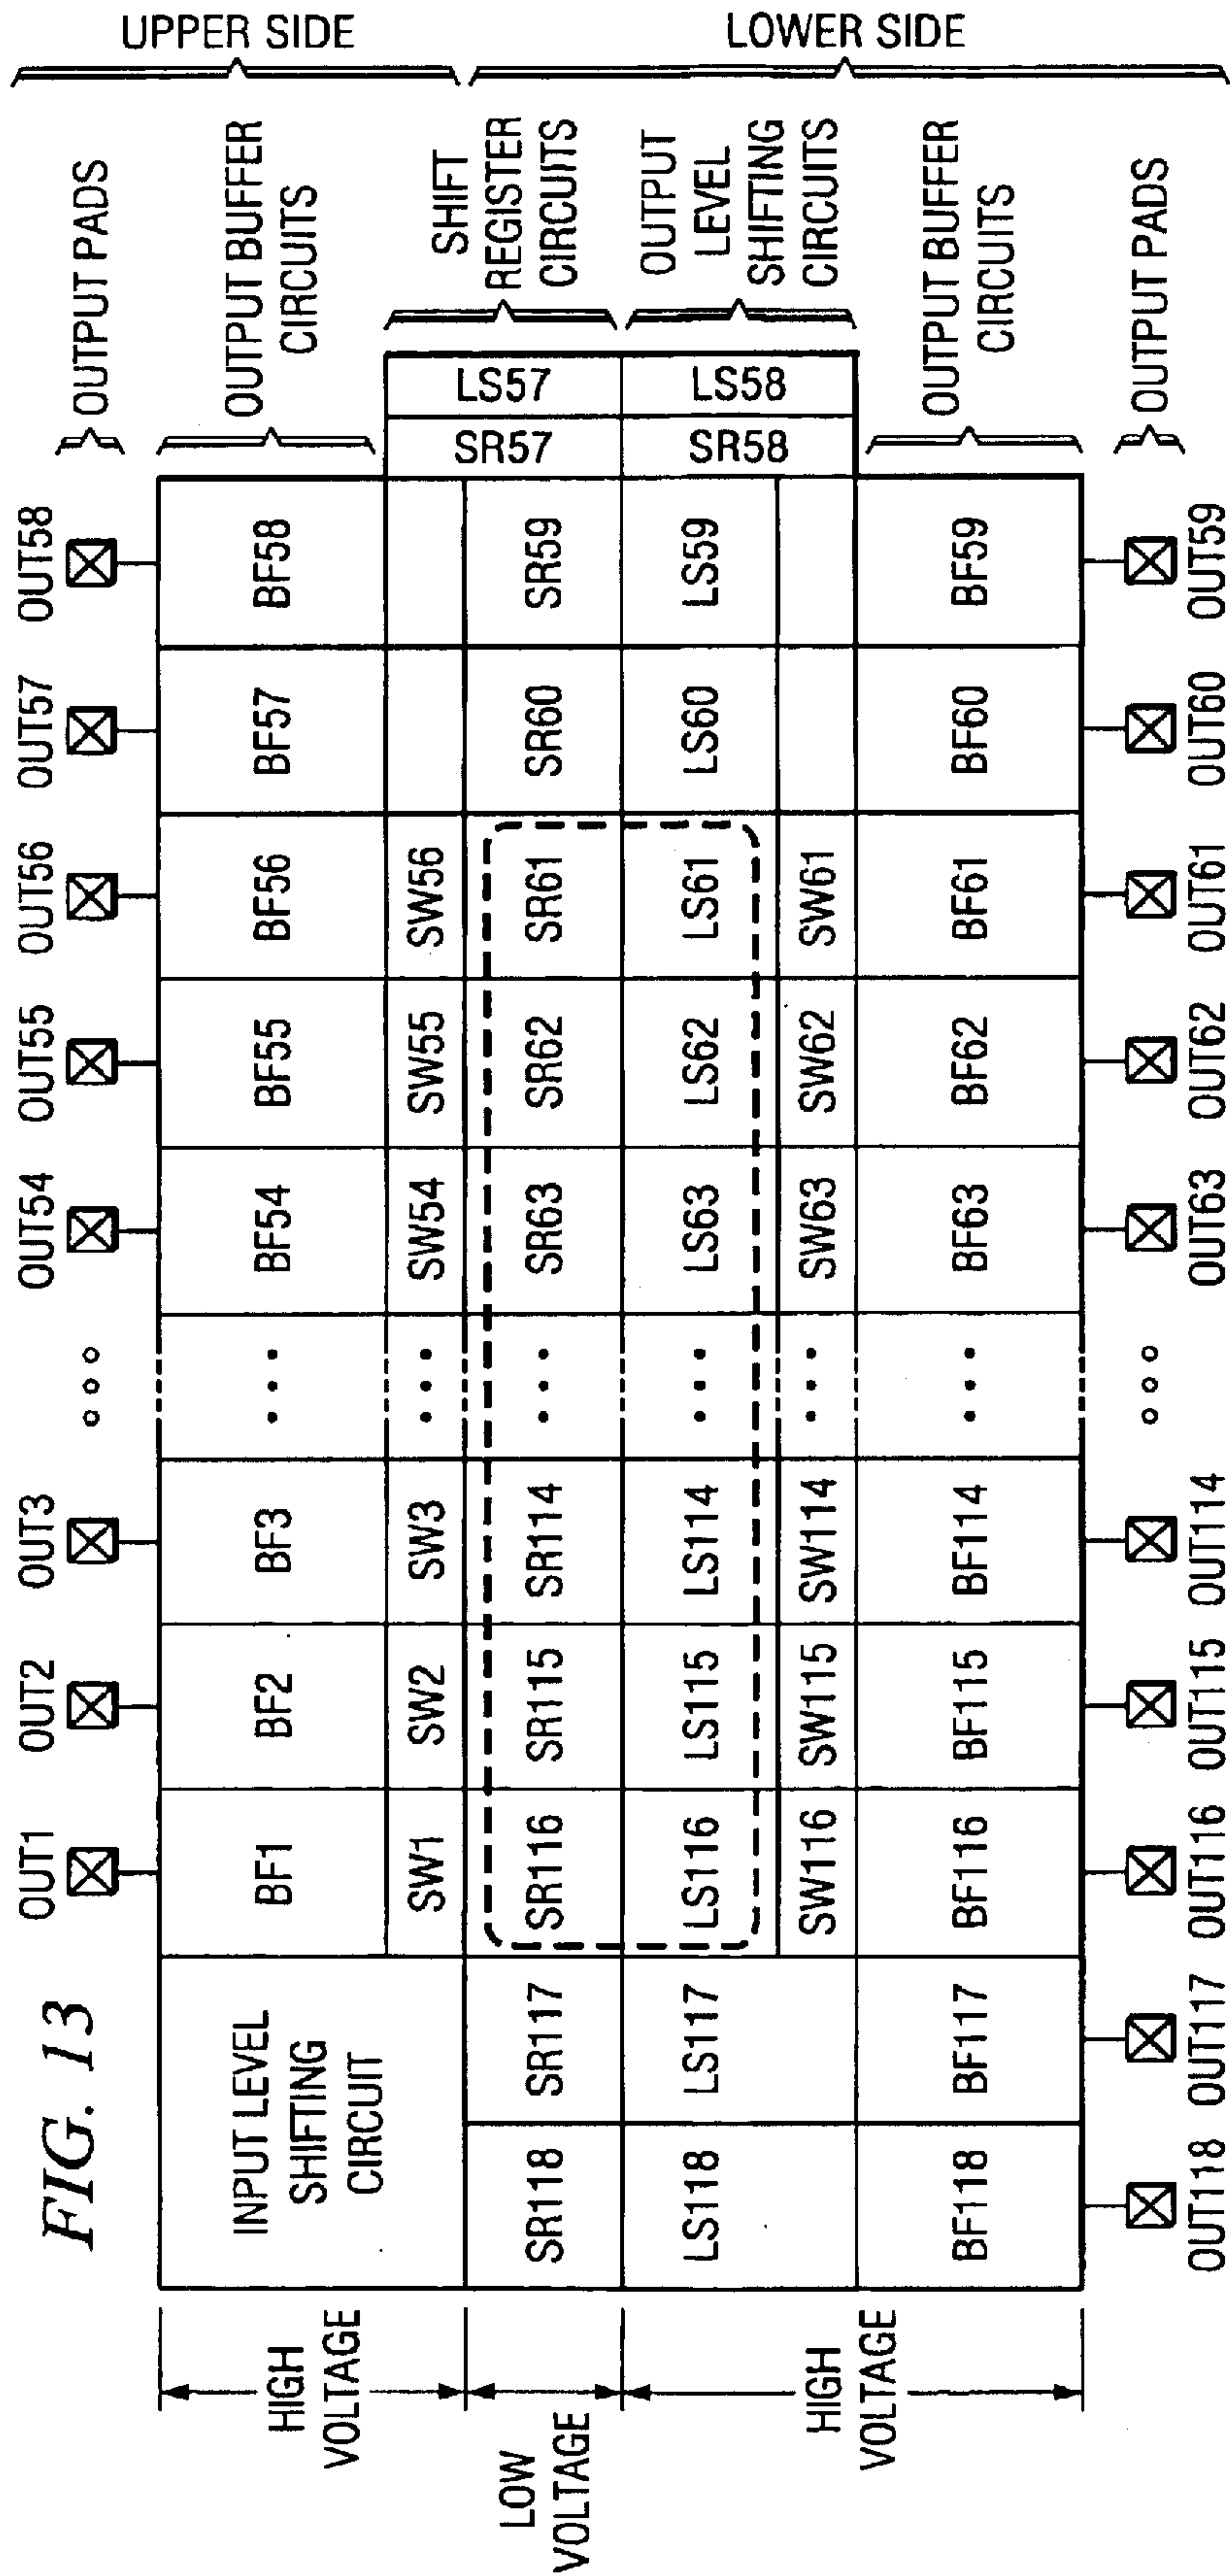 FIG. 13
OUT1 OUT2 OUT3 OUT54 OUT55 OUT56 OUT57 OUT58
OUTPUT PADS
UPPER SIDE
HIGH
VOLTAGE
INPUT LEVEL
SHIFTING
CIRCUIT
BF1 BF2 BF3 ••• BF54 BF55 BF56 BF57 BF58
OUTPUT BUFFER
CIRCUITS
SW1 SW2 SW3 ••• SW54 SW55 SW56
SR57 LS57
SHIFT
REGISTER
CIRCUITS
LOW
VOLTAGE
SR118 SR117 SR116 SR115 SR114 ••• SR63 SR62 SR61 SR60 SR59
HIGH
VOLTAGE
LS118 LS117 LS116 LS115 LS114 ••• LS63 LS62 LS61 LS60 LS59
SR58 LS58
OUTPUT
LEVEL
SHIFTING
CIRCUITS
LOWER SIDE
SW116 SW115 SW114 ••• SW63 SW62 SW61
BF118 BF117 BF116 BF115 BF114 ••• BF63 BF62 BF61 BF60 BF59
OUTPUT BUFFER
CIRCUITS
OUTPUT PADS
OUT118 OUT117 OUT116 OUT115 OUT114 OUT63 OUT62 OUT61 OUT60 OUT59